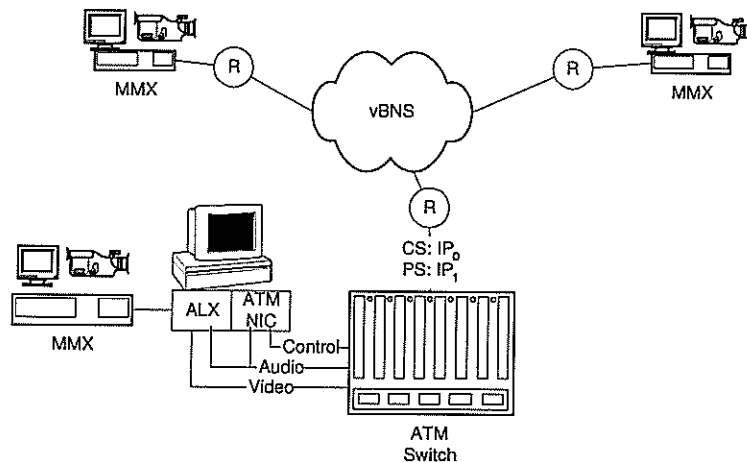 R
R
MMX
MMX
vBNS
R
CS: IP₀
PS: IP₁
ALX
ATM
NIC
MMX
Control
Audio
Video
ATM
Switch